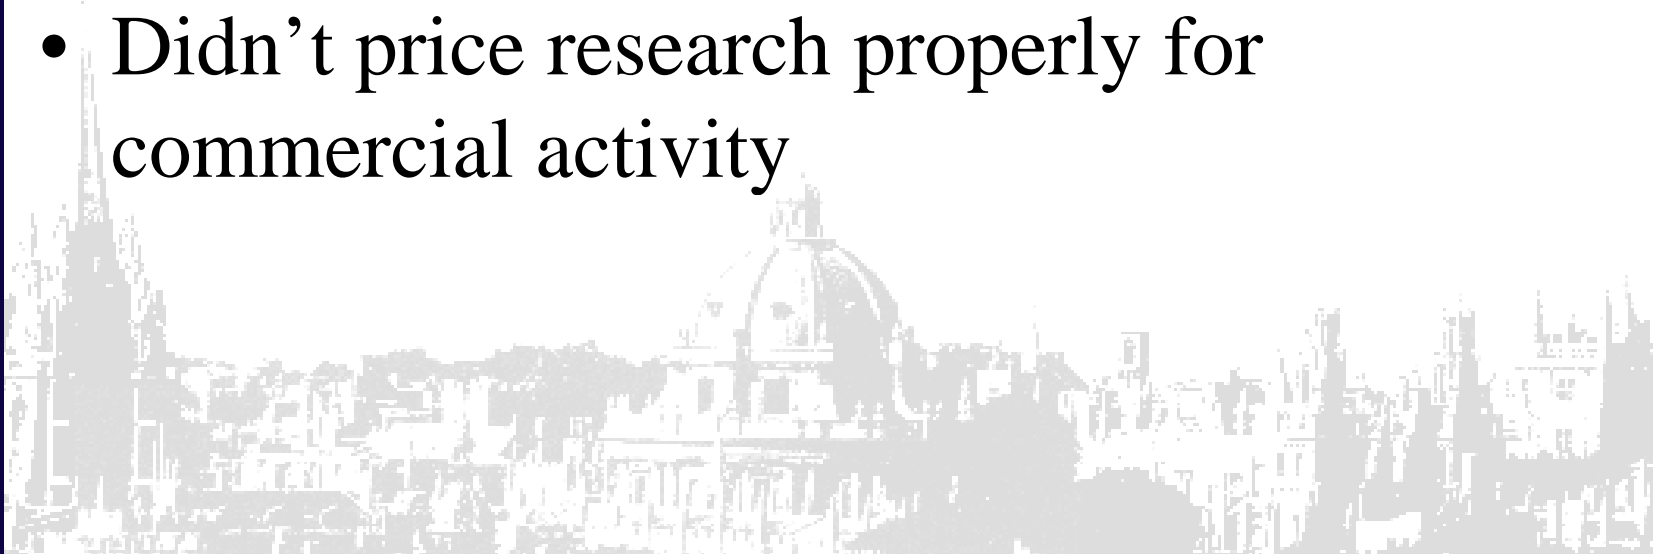 • Didn’t price research properly for
commercial activity